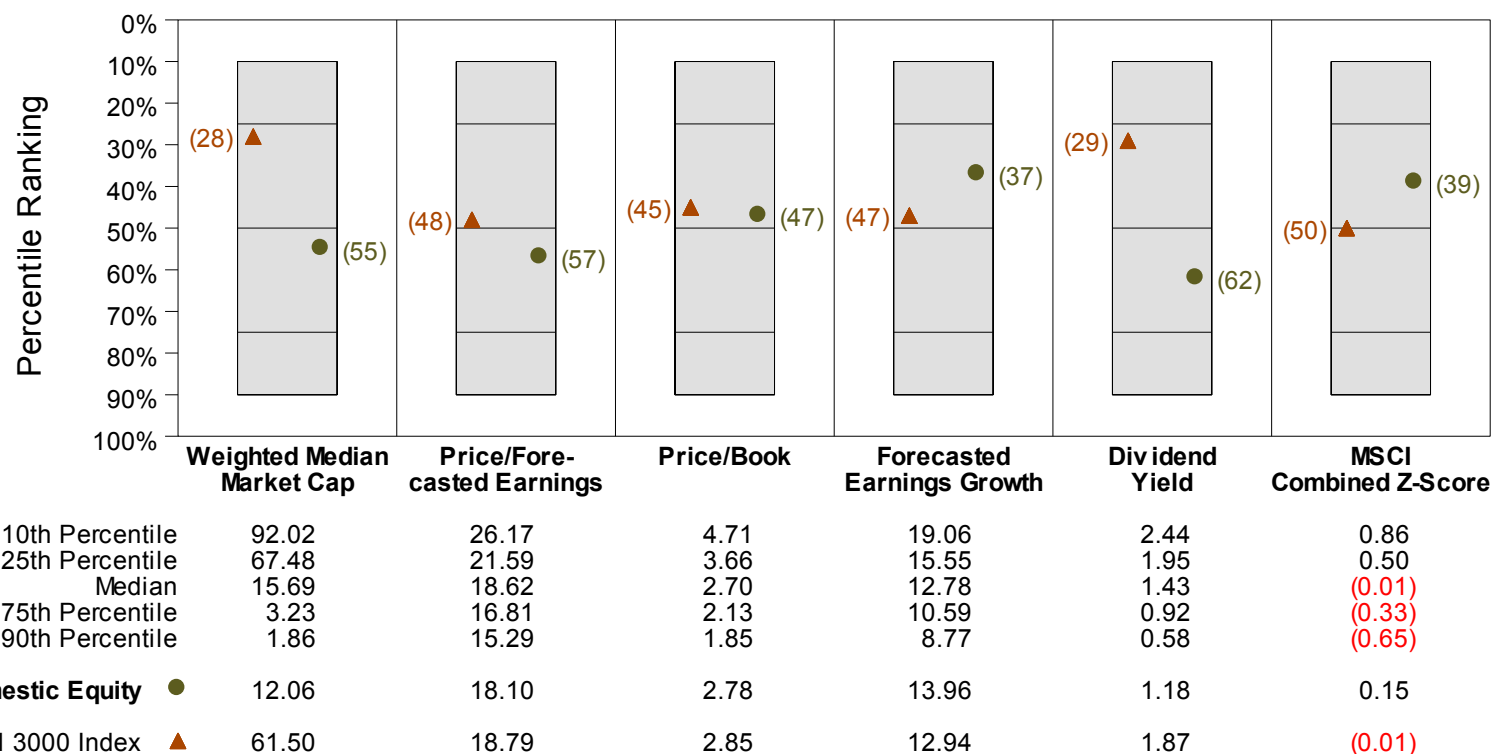 0%
10%
20%
30%
40%
50%
60%
70%
80%
90%
100%
Percentile Ranking
(28)
(55)
(48)
(57)
(45)
(47)
(47)
(37)
(29)
(62)
(50)
(39)
Weighted Median Market Cap
Price/Fore-casted Earnings
Price/Book
Forecasted Earnings Growth
Dividend Yield
MSCI Combined Z-Score
10th Percentile 92.02 26.17 4.71 19.06 2.44 0.86
25th Percentile 67.48 21.59 3.66 15.55 1.95 0.50
Median 15.69 18.62 2.70 12.78 1.43 (0.01)
75th Percentile 3.23 16.81 2.13 10.59 0.92 (0.33)
90th Percentile 1.86 15.29 1.85 8.77 0.58 (0.65)
Equity 12.06 18.10 2.78 13.96 1.18 0.15
3000 Index 61.50 18.79 2.85 12.94 1.87 (0.01)